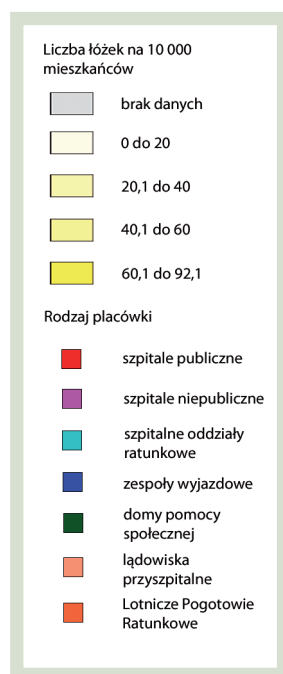 Liczba łóżek na 10 000
mieszkańców
brak danych
0 do 20
20,1 do 40
40,1 do 60
60,1 do 92,1
Rodzaj placówki
szpitale publiczne
szpitale niepubliczne
szpitalne oddziały
ratunkowe
zespoły wyjazdowe
domy pomocy
społecznej
lądowiska
przyszpitalne
Lotnicze Pogotowie
Ratunkowe